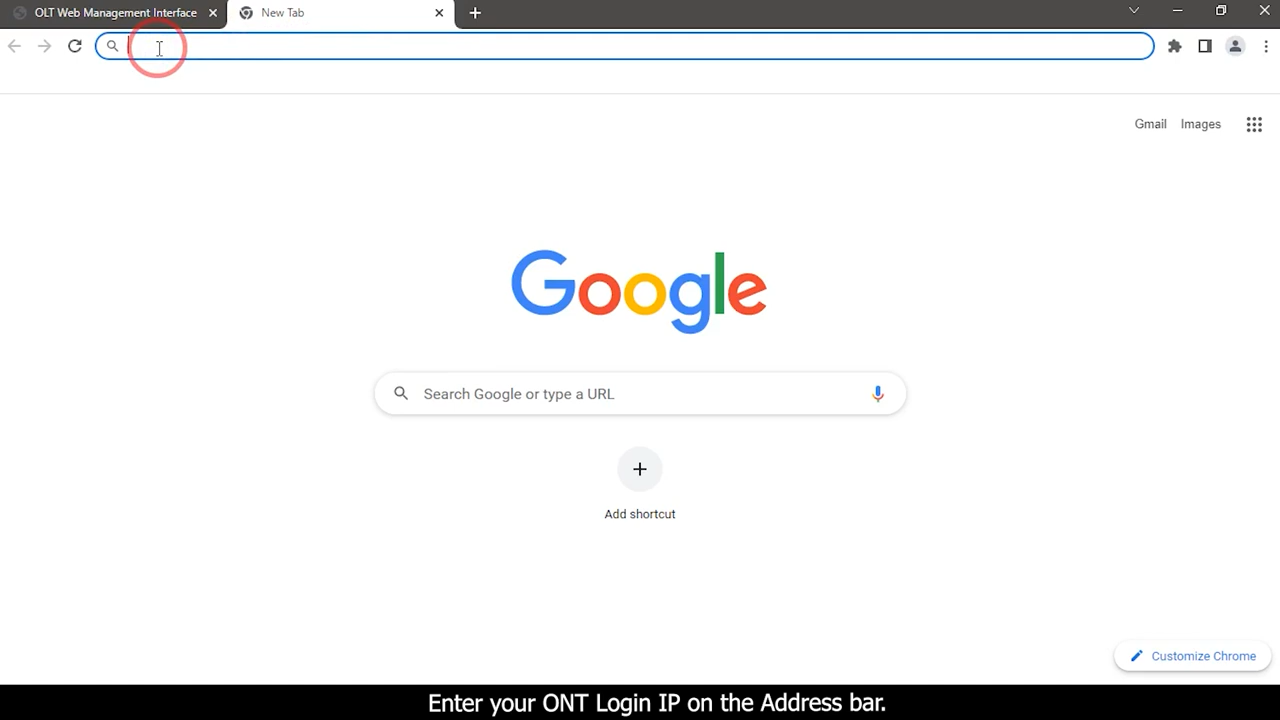 OLT Web Management Interface
New Tab
Gmail Images
Google
Search Google or type a URL
Add shortcut
Customize Chrome
Enter your ONT Login IP on the Address bar.